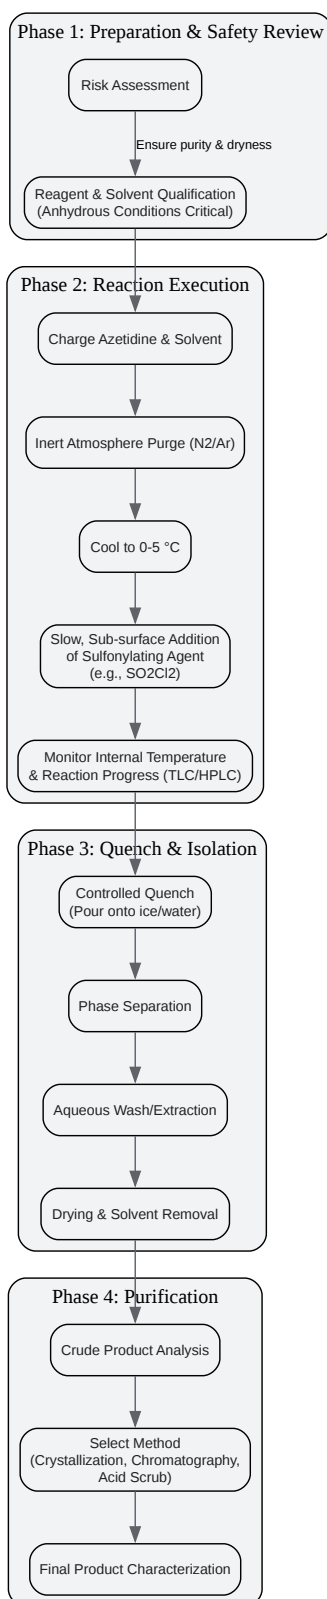 Phase 1: Preparation & Safety Review
Risk Assessment
Ensure purity & dryness
Reagent & Solvent Qualification
(Anhydrous Conditions Critical)
Phase 2: Reaction Execution
Charge Azetidine & Solvent
Inert Atmosphere Purge (N2/Ar)
Cool to 0-5 °C
Slow, Sub-surface Addition
of Sulfonylating Agent
(e.g., SO2Cl2)
Monitor Internal Temperature
& Reaction Progress (TLC/HPLC)
Phase 3: Quench & Isolation
Controlled Quench
(Pour onto ice/water)
Phase Separation
Aqueous Wash/Extraction
Drying & Solvent Removal
Phase 4: Purification
Crude Product Analysis
Select Method
(Crystallization, Chromatography,
Acid Scrub)
Final Product Characterization